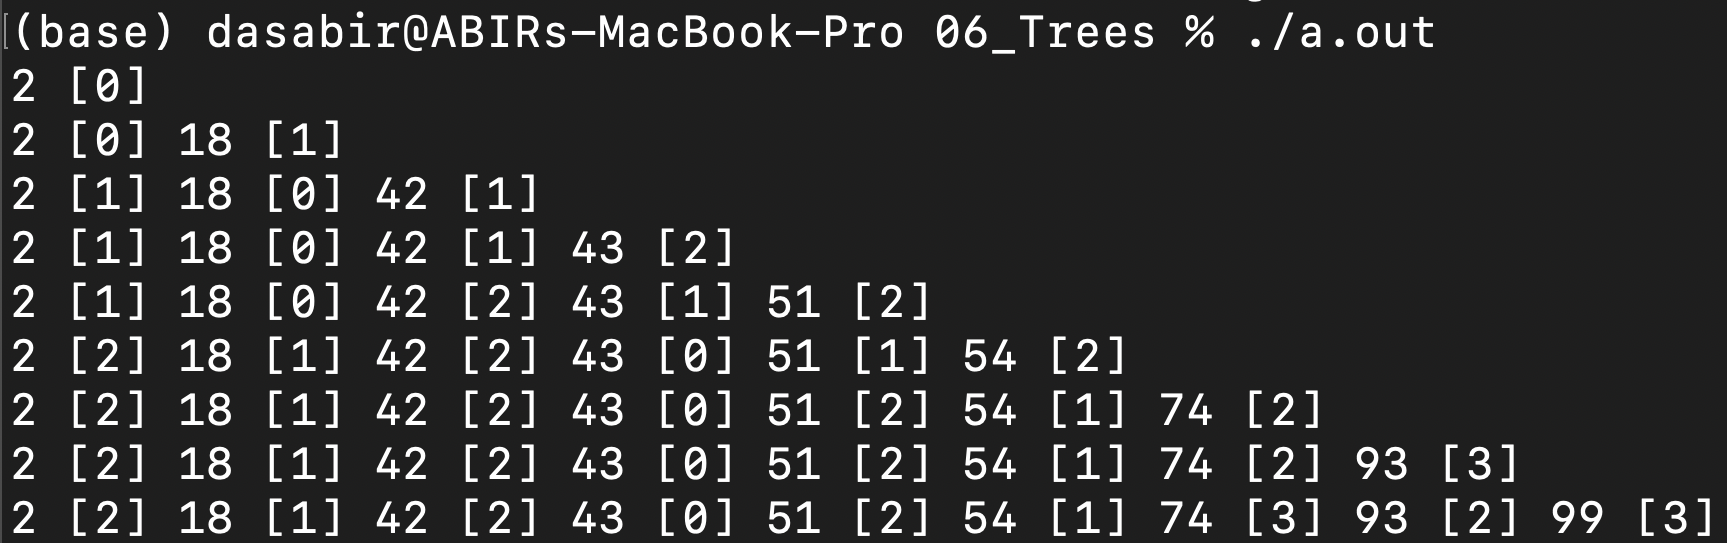 (base) dasabir@ABIRs-MacBook-Pro 06_Trees % ./a.out
2 [0]
2 [0] 18 [1]
2 [1] 18 [0] 42 [1]
2 [1] 18 [0] 42 [1] 43 [2]
2 [1] 18 [0] 42 [2] 43 [1] 51 [2]
2 [2] 18 [1] 42 [2] 43 [0] 51 [1] 54 [2]
2 [2] 18 [1] 42 [2] 43 [0] 51 [2] 54 [1] 74 [2]
2 [2] 18 [1] 42 [2] 43 [0] 51 [2] 54 [1] 74 [2] 93 [3]
2 [2] 18 [1] 42 [2] 43 [0] 51 [2] 54 [1] 74 [3] 93 [2] 99 [3]